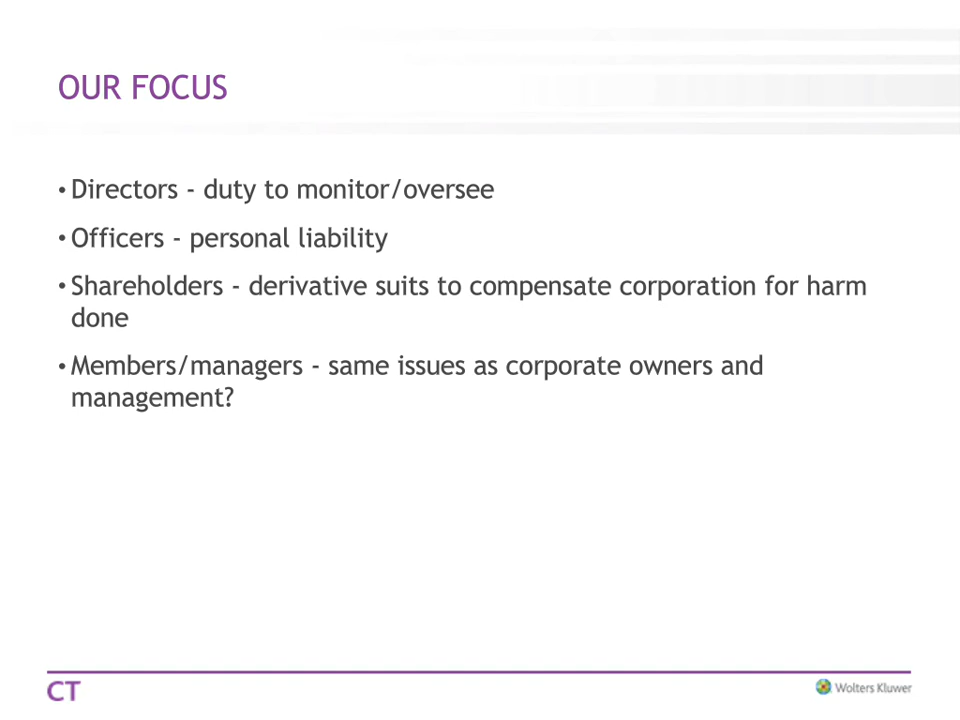 OUR FOCUS
• Directors - duty to monitor/oversee
• Officers - personal liability
• Shareholders - derivative suits to compensate corporation for harm
done
• Members/managers - same issues as corporate owners and
management?
CT
Wolters Kluwer